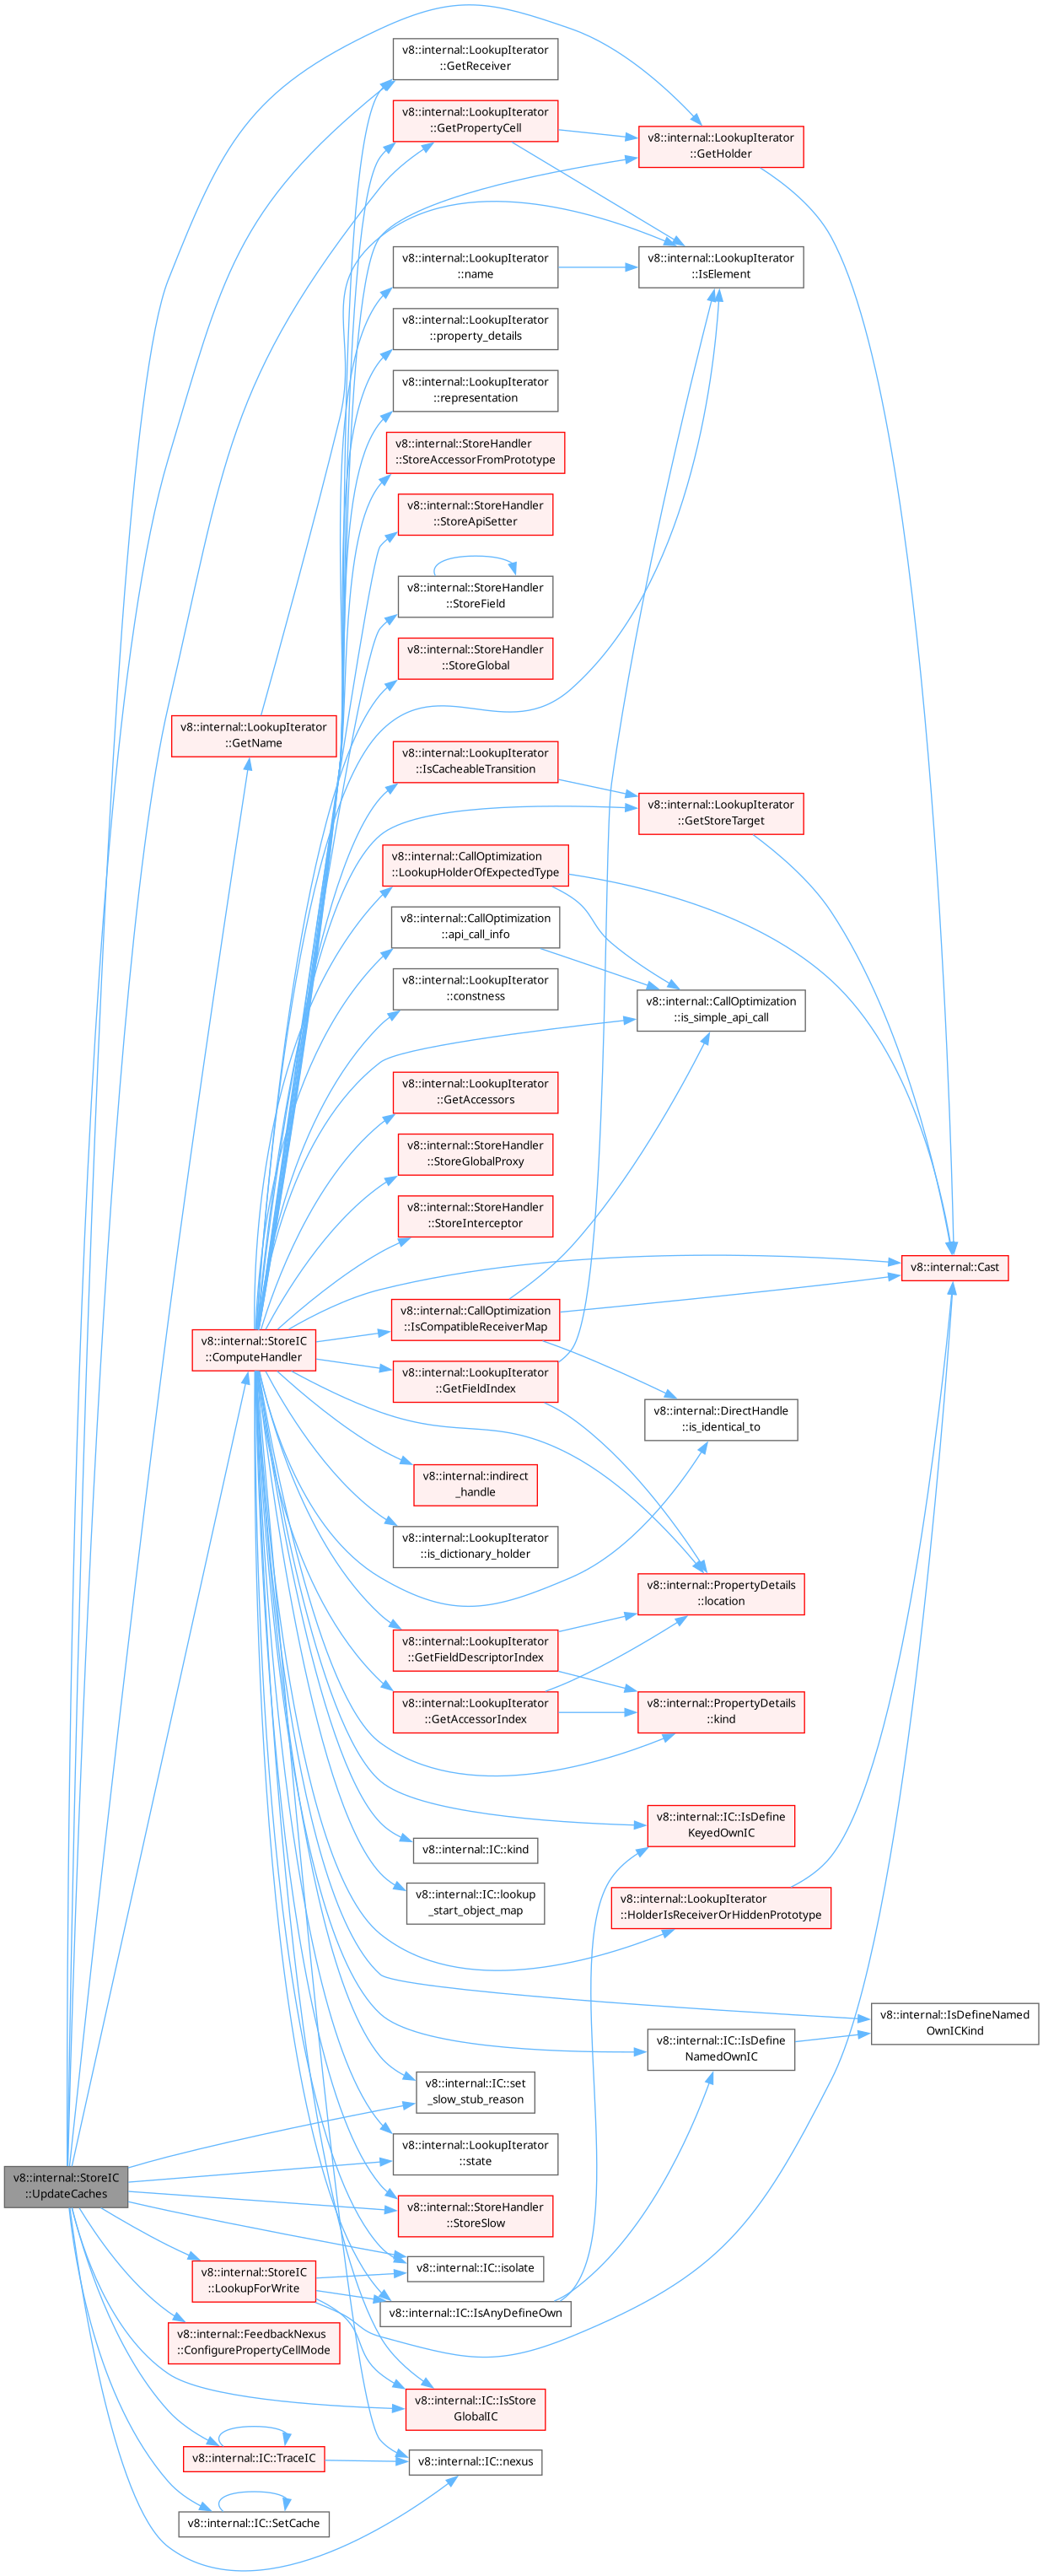 v8::internal::LookupIterator
::GetReceiver
v8::internal::LookupIterator
::GetPropertyCell
v8::internal::LookupIterator
::GetHolder
v8::internal::LookupIterator
::name
v8::internal::LookupIterator
::IsElement
v8::internal::LookupIterator
::property_details
v8::internal::LookupIterator
::representation
v8::internal::StoreHandler
::StoreAccessorFromPrototype
v8::internal::StoreHandler
::StoreApiSetter
v8::internal::StoreHandler
::StoreField
v8::internal::StoreHandler
::StoreGlobal
v8::internal::LookupIterator
::GetName
v8::internal::LookupIterator
::IsCacheableTransition
v8::internal::LookupIterator
::GetStoreTarget
v8::internal::CallOptimization
::LookupHolderOfExpectedType
v8::internal::CallOptimization
::api_call_info
v8::internal::LookupIterator
::constness
v8::internal::CallOptimization
::is_simple_api_call
v8::internal::LookupIterator
::GetAccessors
v8::internal::StoreHandler
::StoreGlobalProxy
v8::internal::StoreHandler
::StoreInterceptor
v8::internal::Cast
v8::internal::StoreIC
::ComputeHandler
v8::internal::CallOptimization
::IsCompatibleReceiverMap
v8::internal::LookupIterator
::GetFieldIndex
v8::internal::DirectHandle
::is_identical_to
v8::internal::indirect
_handle
v8::internal::LookupIterator
::is_dictionary_holder
v8::internal::PropertyDetails
::location
v8::internal::LookupIterator
::GetFieldDescriptorIndex
v8::internal::LookupIterator
::GetAccessorIndex
v8::internal::PropertyDetails
::kind
v8::internal::IC::IsDefine
KeyedOwnIC
v8::internal::IC::kind
v8::internal::IC::lookup
_start_object_map
v8::internal::LookupIterator
::HolderIsReceiverOrHiddenPrototype
v8::internal::IsDefineNamed
OwnICKind
v8::internal::IC::IsDefine
NamedOwnIC
v8::internal::IC::set
_slow_stub_reason
v8::internal::LookupIterator
::state
v8::internal::StoreIC
::UpdateCaches
v8::internal::StoreHandler
::StoreSlow
v8::internal::IC::isolate
v8::internal::StoreIC
::LookupForWrite
v8::internal::IC::IsAnyDefineOwn
v8::internal::FeedbackNexus
::ConfigurePropertyCellMode
v8::internal::IC::IsStore
GlobalIC
v8::internal::IC::TraceIC
v8::internal::IC::nexus
v8::internal::IC::SetCache